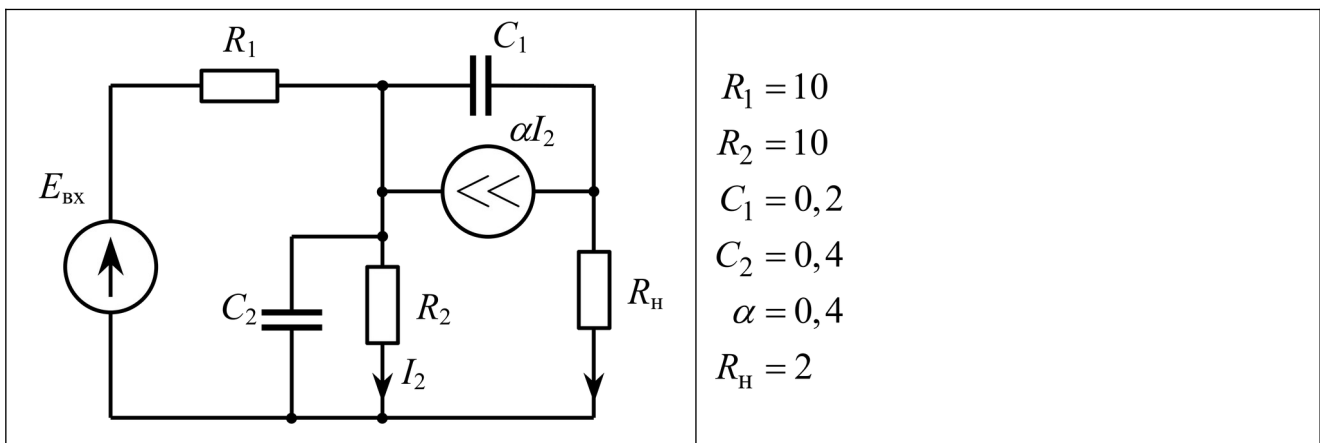 R₁
C₁
αI₂
Eвх
C₂
R₂
Rн
I₂
R₁ = 10
R₂ = 10
C₁ = 0,2
C₂ = 0,4
α = 0,4
Rн = 2